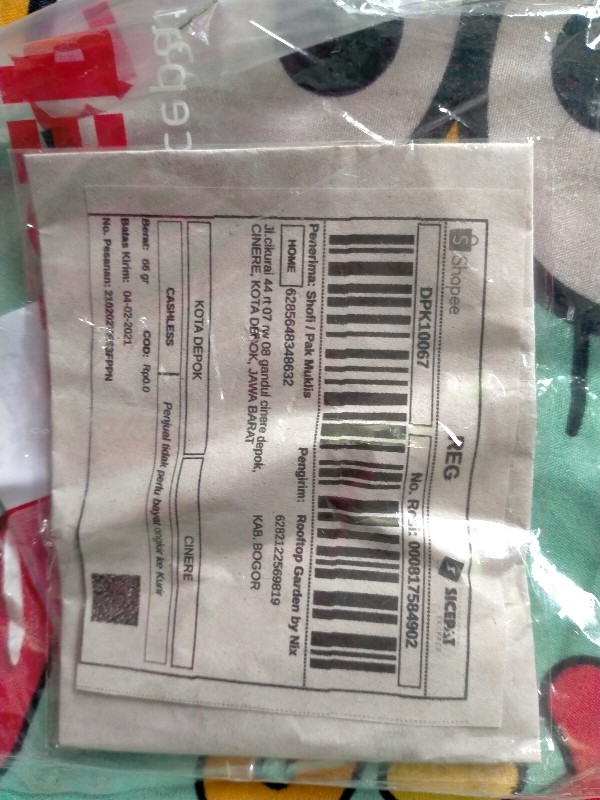 Shopee
REG
SICEPAT
DPK10067
No. Resi: 000817584902
Penerima: Shofi / Pak Muklis
Pengirim: Rooftop Garden by Nix
HOME
6285648348632
6282122569819
Jl.cikurai 44 rt 07 rw 08 gandul cinere depok,
CINERE, KOTA DEPOK, JAWA BARAT
KAB. BOGOR
KOTA DEPOK
CINERE
CASHLESS
Penjual tidak perlu bayar ongkir ke Kurir
Berat: 66 gr
COD: Rp0.0
Batas Kirim: 04-02-2021
No. Pesanan: